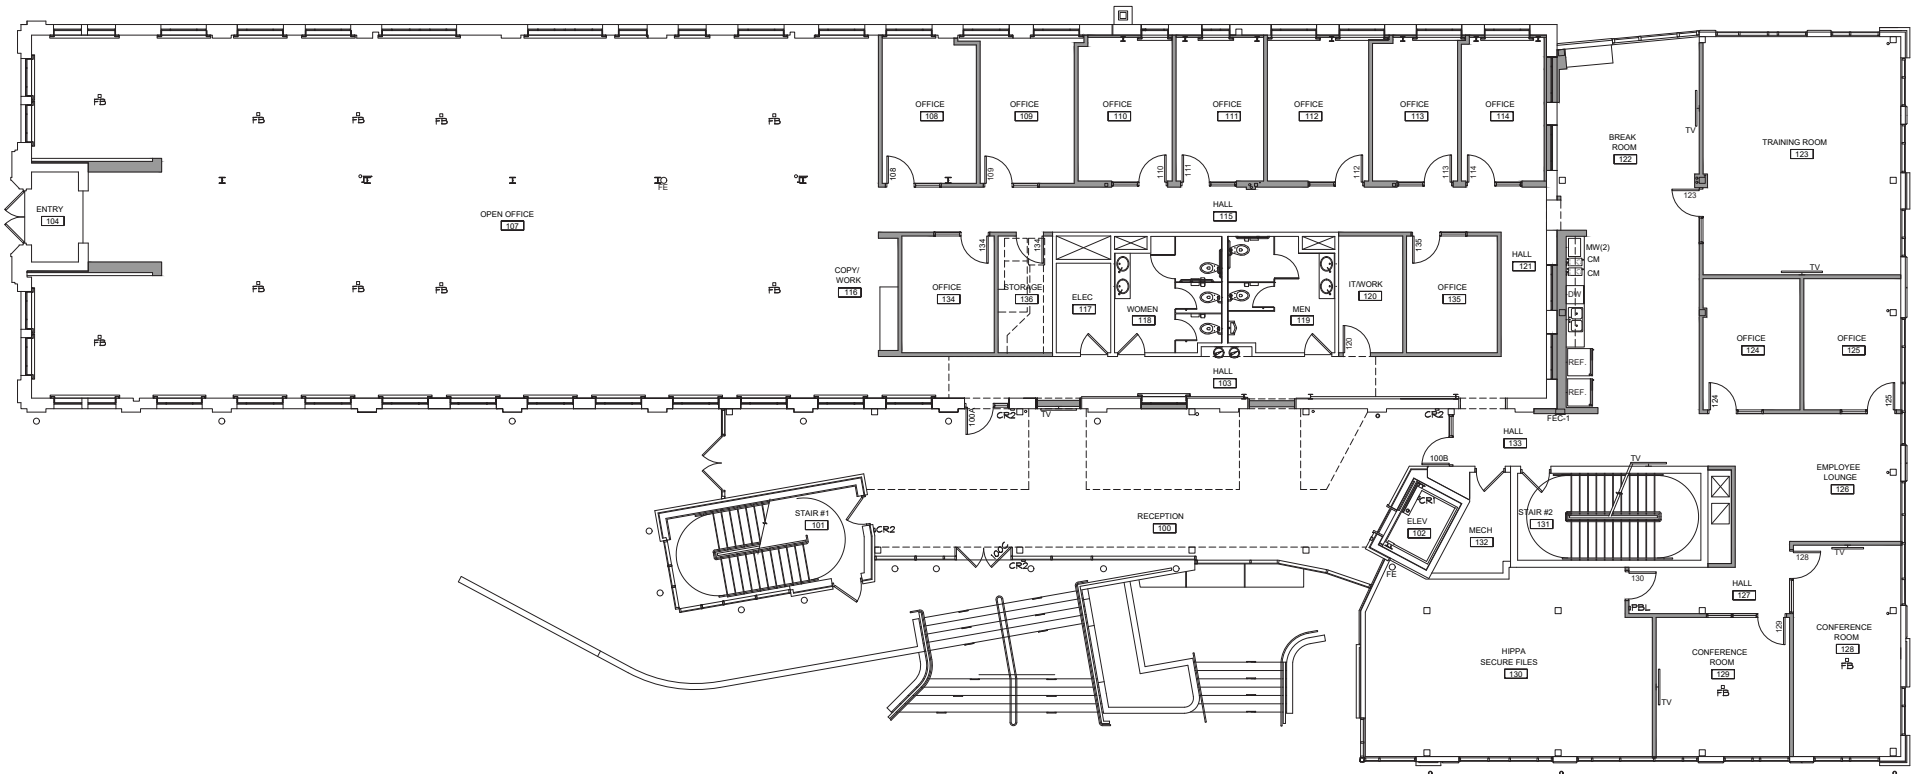 OFFICE
108
OFFICE
109
OFFICE
110
OFFICE
111
OFFICE
112
OFFICE
113
OFFICE
114
108
109
110
111
112
113
114
FB
FB
FB
FB
FB
FE
BREAK
ROOM
122
TV
TRAINING ROOM
123
123
TV
ENTRY
104
OPEN OFFICE
107
HALL
115
HALL
121
COPY/
WORK
116
OFFICE
134
134
STORAGE
136
134
ELEC
117
WOMEN
118
MEN
119
IT/WORK
120
120
OFFICE
135
135
MW(2)
CM
CM
DW
REF.
REF.
FB
FB
FB
FB
FB
OFFICE
124
124
OFFICE
125
125
HALL
103
100A
CR2
TV
CR2
FEC-1
HALL
133
100B
TV
EMPLOYEE
LOUNGE
126
STAIR #1
101
CR2
RECEPTION
100
100C
CR2
CR1
ELEV
102
FE
MECH
132
STAIR #2
131
128
TV
130
PBL
HALL
127
129
HIPPA
SECURE FILES
130
CONFERENCE
ROOM
129
FB
TV
CONFERENCE
ROOM
128
FB